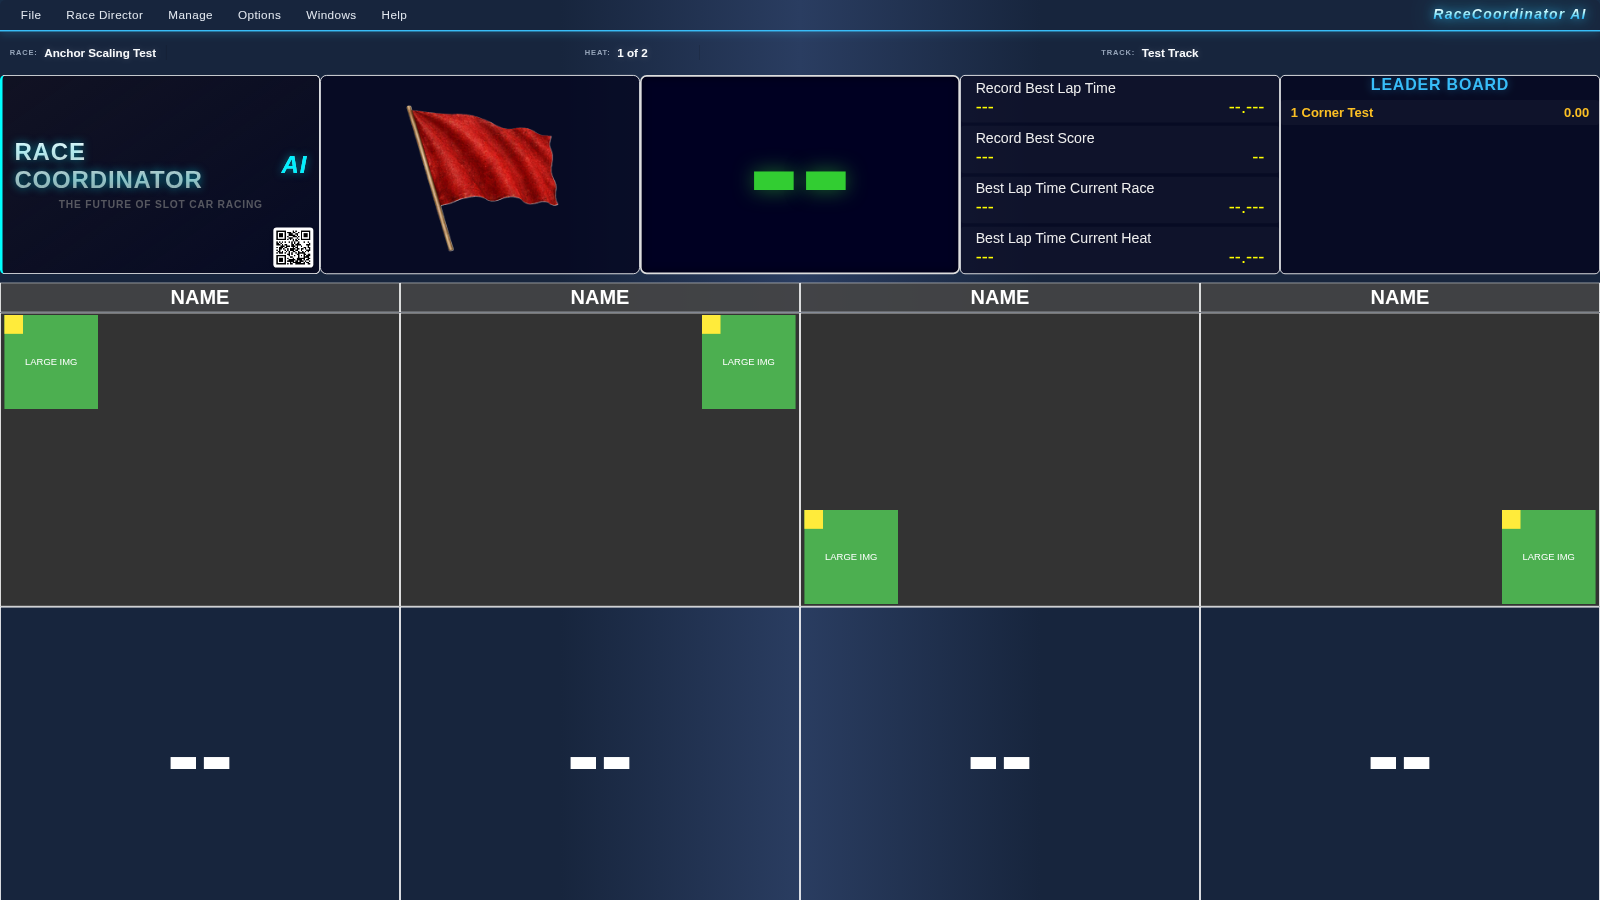 File Race Director Manage Options Windows Help RaceCoordinator AI
RACE: Anchor Scaling Test HEAT: 1 of 2 TRACK: Test Track
RACE
COORDINATOR
AI
THE FUTURE OF SLOT CAR RACING
--
Record Best Lap Time
--- --.---
Record Best Score
--- --
Best Lap Time Current Race
--- --.---
Best Lap Time Current Heat
--- --.---
LEADER BOARD
1 Corner Test 0.00
NAME NAME NAME NAME
LARGE IMG LARGE IMG
LARGE IMG LARGE IMG
-- -- -- --